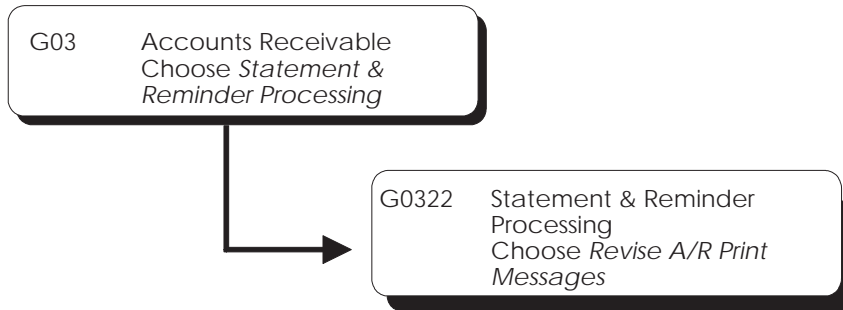 G03 Accounts Receivable
Choose Statement &
Reminder Processing
G0322 Statement & Reminder
Processing
Choose Revise A/R Print
Messages